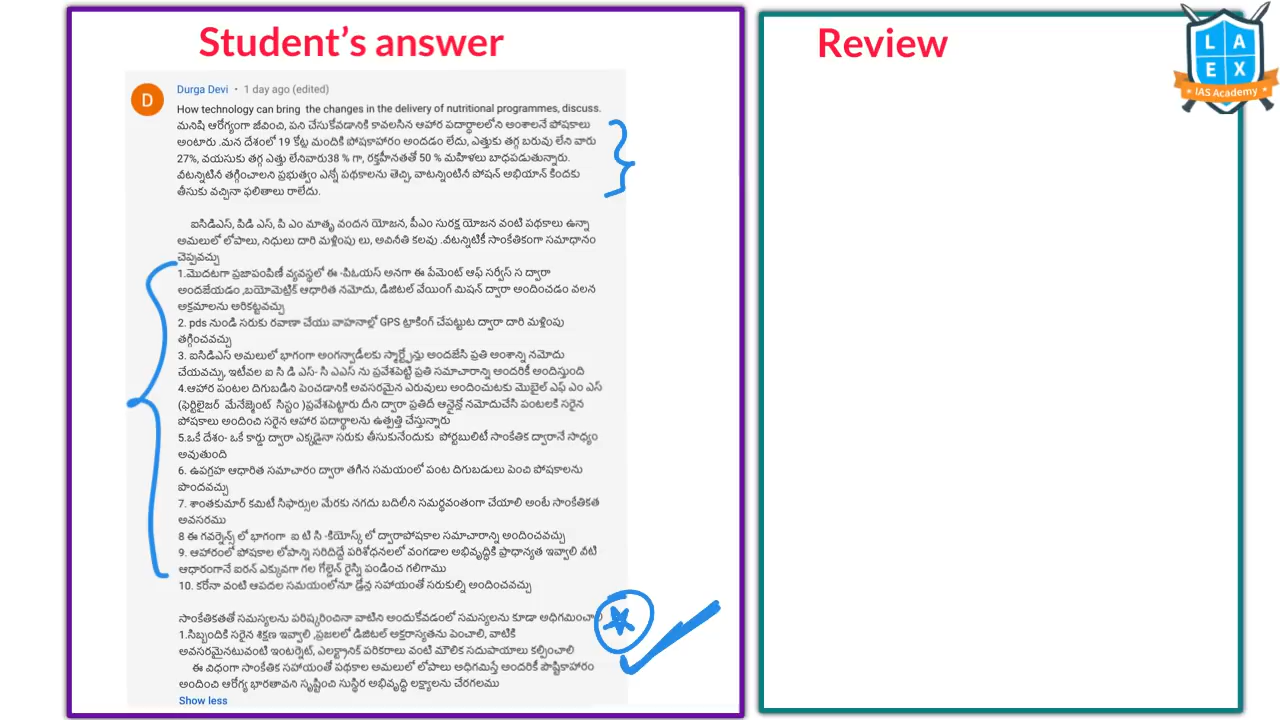 Student's answer
Review
L A
E X
IAS Academy
D
Durga Devi • 1 day ago (edited)
How technology can bring the changes in the delivery of nutritional programmes, discuss.
మనిషి ఆరోగ్యంగా జీవించి, పని చేసుకోవడానికి కావలసిన ఆహార పదార్థాలలోని అంశాలనే పోషకాలు
అంటారు .మన దేశంలో 19 కోట్ల మందికి పోషకాహారం అందడం లేదు, ఎత్తుకు తగ్గ బరువు లేని వారు
27%, వయసుకు తగ్గ ఎత్తు లేనివారు38 % గా, రక్తహీనతతో 50 % మహిళలు బాధపడుతున్నారు.
వీటన్నిటినీ తగ్గించాలని ప్రభుత్వం ఎన్నో పథకాలను తెచ్చి, వాటన్నింటినీ పోషన్ అభియాన్ కిందకు
తీసుకు వచ్చినా ఫలితాలు రాలేదు.
ఐసిడిఎస్, పిడి ఎస్, పి ఎం మాతృ వందన యోజన, పీఎం సురక్ష యోజన వంటి పథకాలు ఉన్నా
అమలులో లోపాలు, నిధులు దారి మళ్లింపు లు, అవినీతి కలవు .వీటన్నిటికీ సాంకేతికంగా సమాధానం
చెప్పవచ్చు
1.మొదటగా ప్రజాపంపిణీ వ్యవస్థలో ఈ -పిఓయస్ అనగా ఈ పేమెంట్ ఆఫ్ సర్వీస్ స ద్వారా
అందజేయడం ,బయోమెట్రిక్ ఆధారిత నమోదు, డిజిటల్ వేయింగ్ మిషన్ ద్వారా అందించడం వలన
అక్రమాలను అరికట్టవచ్చు
2. pds నుండి సరుకు రవాణా చేయు వాహనాల్లో GPS ట్రాకింగ్ చేపట్టుట ద్వారా దారి మళ్లింపు
తగ్గించవచ్చు
3. ఐసిడిఎస్ అమలులో భాగంగా అంగన్వాడీలకు స్మార్ట్ఫోన్లు అందజేసి ప్రతి అంశాన్ని నమోదు
చేయవచ్చు, ఇటీవల ఐ సి డి ఎస్- సి ఎఎస్ ను ప్రవేశపెట్టి ప్రతి సమాచారాన్ని అందరికీ అందిస్తుంది
4.ఆహార పంటల దిగుబడిని పెంచడానికి అవసరమైన ఎరువులు అందించుటకు మొబైల్ ఎఫ్ ఎం ఎస్
(ఫెర్టిలైజర్ మేనేజ్మెంట్ సిస్టం )ప్రవేశపెట్టారు దీని ద్వారా ప్రతిదీ ఆన్లైన్లో నమోదుచేసి పంటలకి సరైన
పోషకాలు అందించి సరైన ఆహార పదార్థాలను ఉత్పత్తి చేస్తున్నారు
5.ఒకే దేశం- ఒకే కార్డు ద్వారా ఎక్కడైనా సరుకు తీసుకునేందుకు పోర్టబులిటీ సాంకేతిక ద్వారానే సాధ్యం
అవుతుంది
6. ఉపగ్రహ ఆధారిత సమాచారం ద్వారా తగిన సమయంలో పంట దిగుబడులు పెంచి పోషకాలను
పొందవచ్చు
7. శాంతకుమార్ కమిటీ సిఫార్సుల మేరకు నగదు బదిలీని సమర్థవంతంగా చేయాలి అంటే సాంకేతికత
అవసరము
8 ఈ గవర్నెన్స్ లో భాగంగా ఐ టి సి -కియోస్క్ లో ద్వారాపోషకాల సమాచారాన్ని అందించవచ్చు
9. ఆహారంలో పోషకాల లోపాన్ని సరిదిద్దే పరిశోధనలలో వంగడాల అభివృద్ధికి ప్రాధాన్యత ఇవ్వాలి వీటి
ఆధారంగానే ఐరన్ ఎక్కువగా గల గోల్డెన్ రైస్ని పండించ గలిగాము
10. కరోనా వంటి ఆపదల సమయంలోనూ డ్రోన్ల సహాయంతో సరుకుల్ని అందించవచ్చు
సాంకేతికతతో సమస్యలను పరిష్కరించినా వాటిని అందుకోవడంలో సమస్యలను కూడా అధిగమించాలి
1.సిబ్బందికి సరైన శిక్షణ ఇవ్వాలి ,ప్రజలలో డిజిటల్ అక్షరాస్యతను పెంచాలి, వాటికి
అవసరమైనటువంటి ఇంటర్నెట్, ఎలక్ట్రానిక్ పరికరాలు వంటి మౌలిక సదుపాయాలు కల్పించాలి
ఈ విధంగా సాంకేతిక సహాయంతో పథకాల అమలులో లోపాలు అధిగమిస్తే అందరికీ పౌష్టికాహారం
అందించి ఆరోగ్య భారతావని సృష్టించి సుస్థిర అభివృద్ధి లక్ష్యాలను చేరగలము
Show less